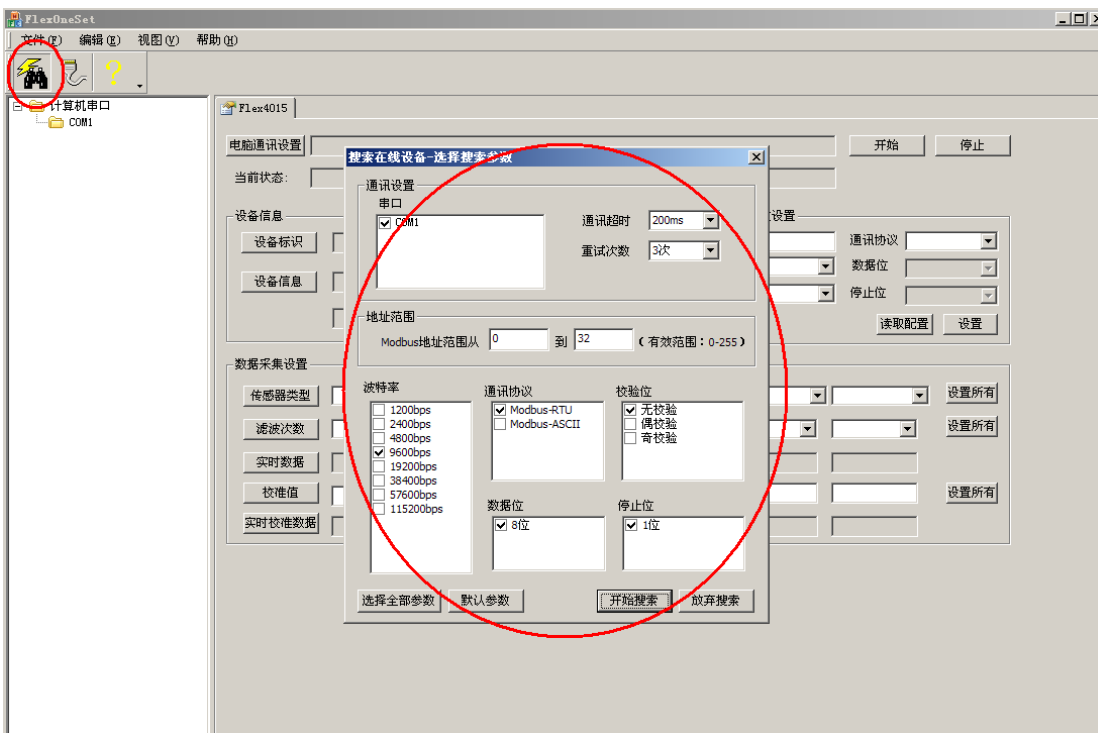 FlexOneSet
文件(F) 编辑(E) 视图(V) 帮助(H)
计算机串口
COM1
Flex4015
电脑通讯设置 开始 停止
当前状态:
设备信息
设备标识
设备信息
设置
通讯协议
数据位
停止位
读取配置 设置
数据采集设置
传感器类型 设置所有
滤波次数 设置所有
实时数据
校准值 设置所有
实时校准数据
搜索在线设备-选择搜索参数
通讯设置
串口
COM1
通讯超时 200ms
重试次数 3次
地址范围
Modbus地址范围从 0 到 32 (有效范围:0-255)
波特率
1200bps
2400bps
4800bps
9600bps
19200bps
38400bps
57600bps
115200bps
通讯协议
Modbus-RTU
Modbus-ASCII
校验位
无校验
偶校验
奇校验
数据位
8位
停止位
1位
选择全部参数 默认参数 开始搜索 放弃搜索